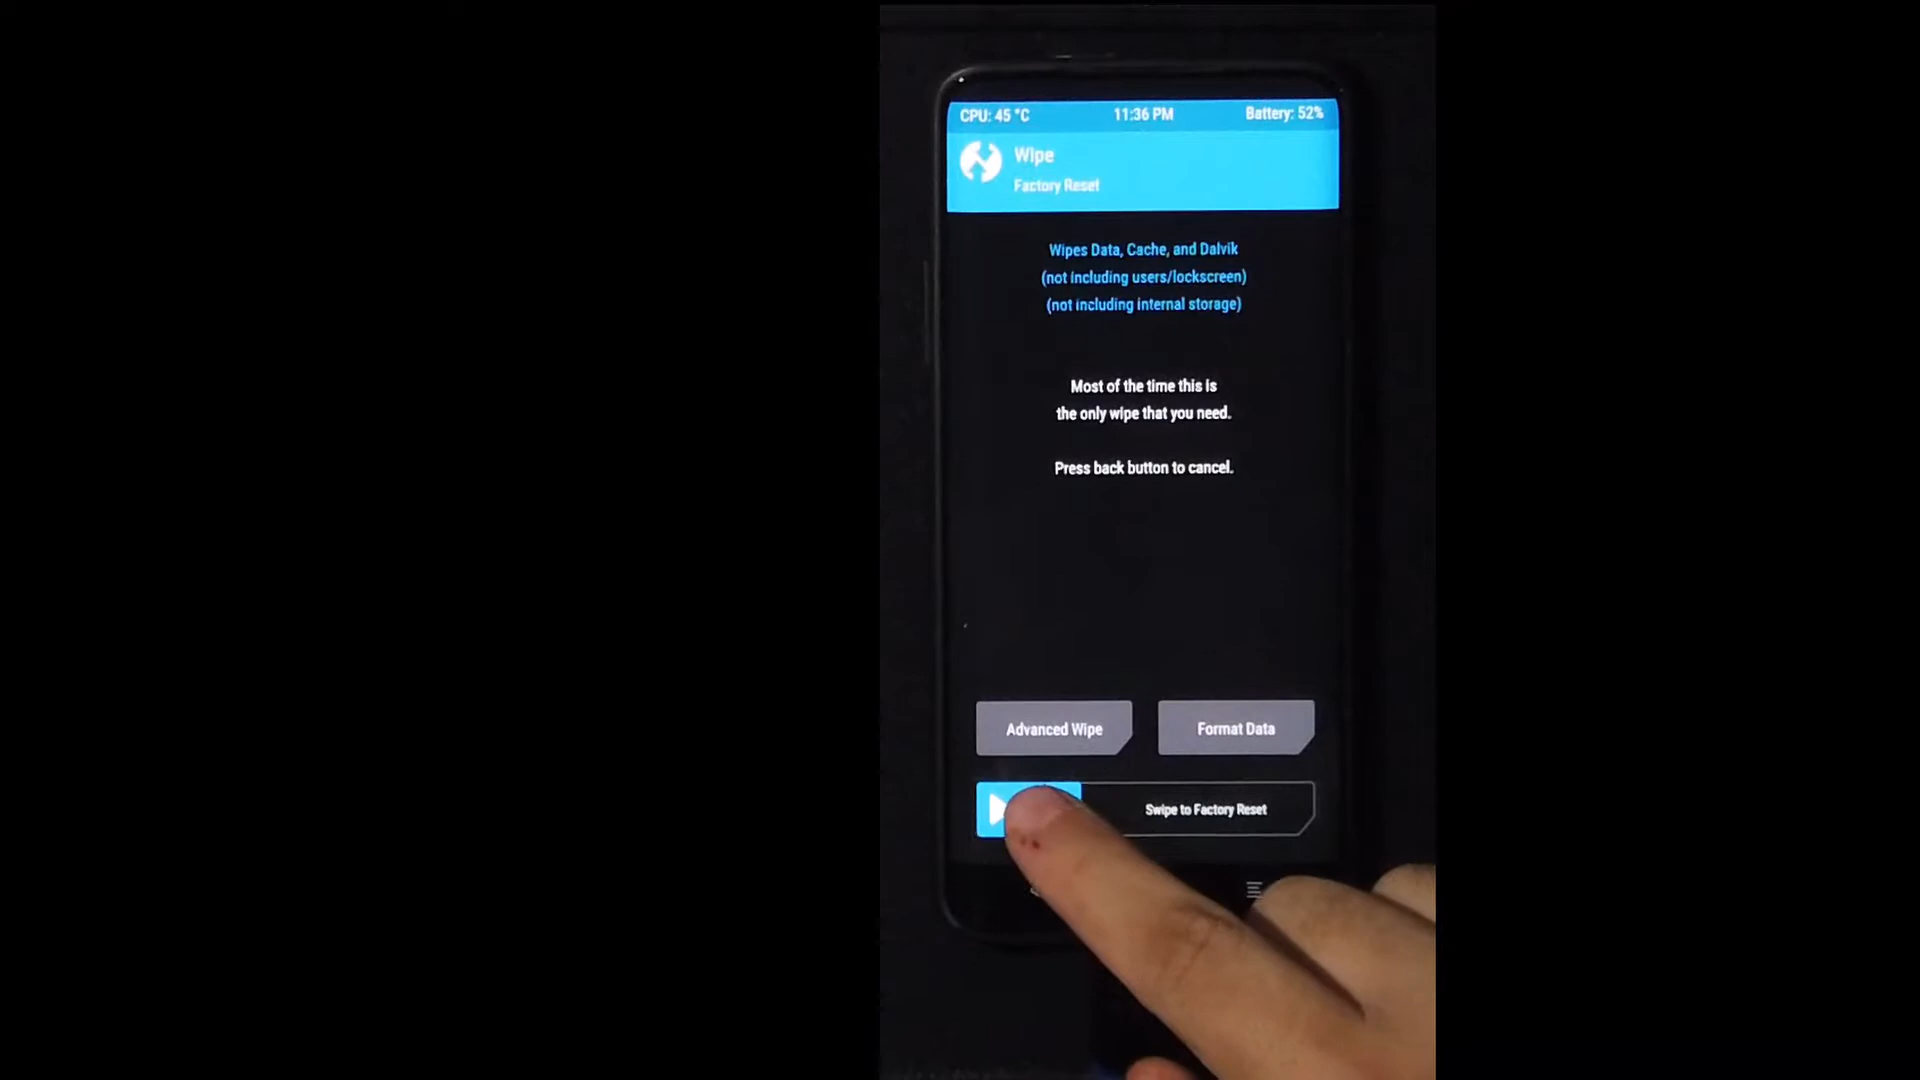 CPU: 45 °C 11:36 PM Battery: 52%
Wipe
Factory Reset
Wipes Data, Cache, and Dalvik
(not including users/lockscreen)
(not including internal storage)
Most of the time this is
the only wipe that you need.
Press back button to cancel.
Advanced Wipe
Format Data
Swipe to Factory Reset